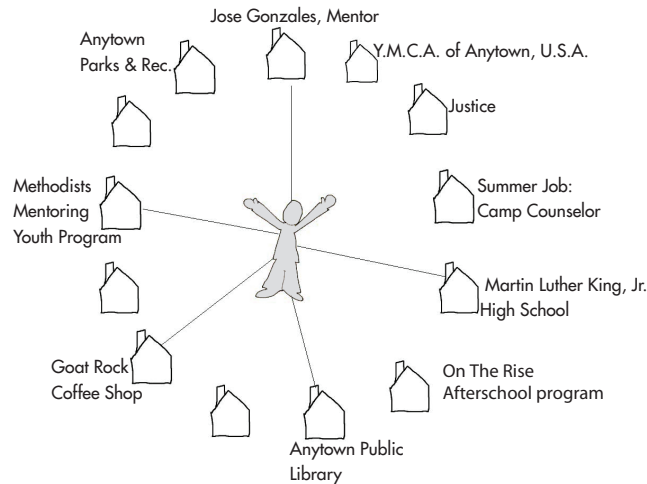 Jose Gonzales, Mentor
Anytown
Parks & Rec.
Y.M.C.A. of Anytown, U.S.A.
Justice
Methodists
Mentoring
Youth Program
Summer Job:
Camp Counselor
Martin Luther King, Jr.
High School
Goat Rock
Coffee Shop
On The Rise
Afterschool program
Anytown Public
Library